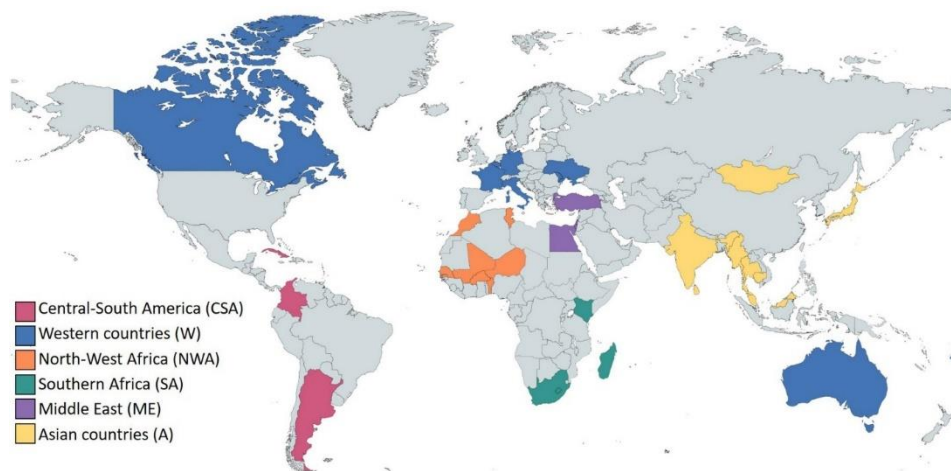 Central-South America (CSA)
Western countries (W)
North-West Africa (NWA)
Southern Africa (SA)
Middle East (ME)
Asian countries (A)